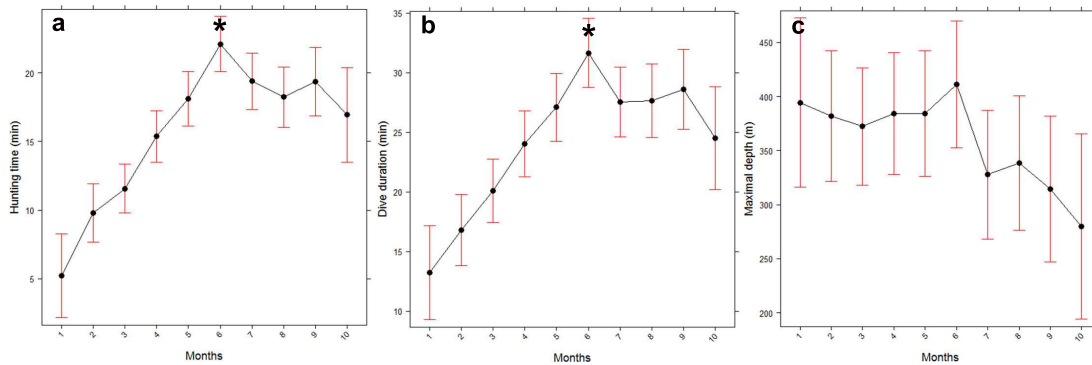 a
*
Hunting time (min)
20
15
10
5
1 2 3 4 5 6 7 8 9 10
Months
b
*
Dive duration (min)
35
30
25
20
15
10
1 2 3 4 5 6 7 8 9 10
Months
c
Maximal depth (m)
450
400
350
300
250
200
1 2 3 4 5 6 7 8 9 10
Months